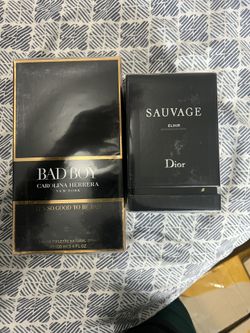 BAD BOY
CAROLINA HERRERA
NEW YORK
IT'S SO GOOD TO BE BAD
SAUVAGE
ELIXIR
Dior